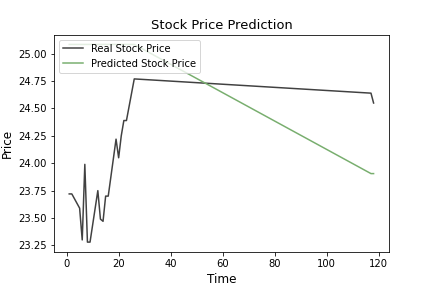 Stock Price Prediction
Real Stock Price
Predicted Stock Price
Price
25.00
24.75
24.50
24.25
24.00
23.75
23.50
23.25
0 20 40 60 80 100 120
Time